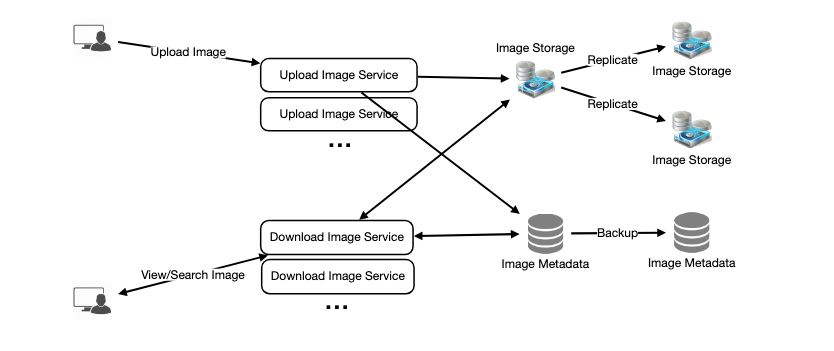 Upload Image
Image Storage
Replicate
Image Storage
Upload Image Service
Replicate
Upload Image Service
...
Image Storage
Download Image Service
Backup
Image Metadata
Image Metadata
View/Search Image
Download Image Service
...